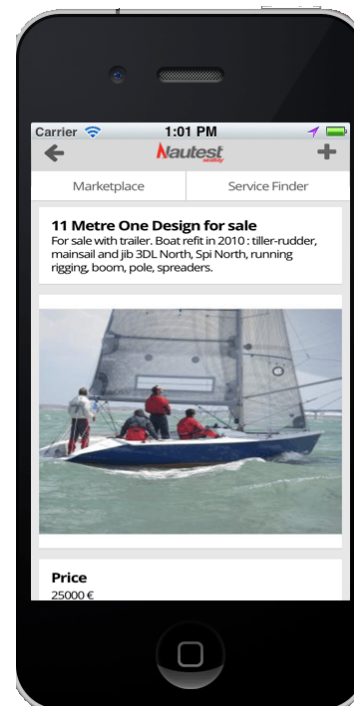 Carrier 1:01 PM
Nautest
Marketplace Service Finder
11 Metre One Design for sale
For sale with trailer. Boat refit in 2010 : tiller-rudder,
mainsail and jib 3DL North, Spi North, running
rigging, boom, pole, spreaders.
Price
25000 €